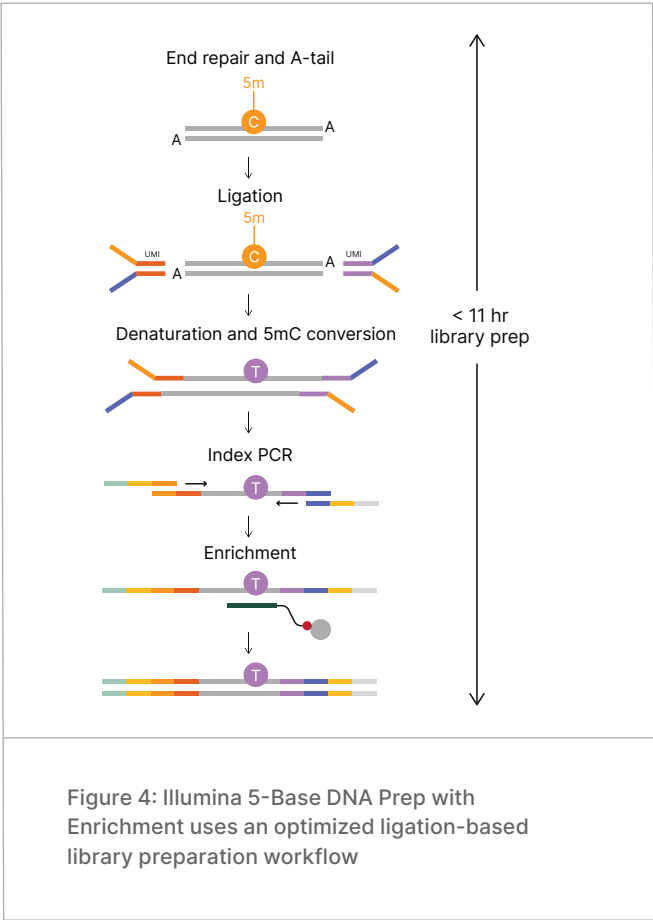 End repair and A-tail
5m
C
A
A
Ligation
5m
UMI
UMI
C
A
A
Denaturation and 5mC conversion
< 11 hr
library prep
T
Index PCR
T
Enrichment
T
T
Figure 4: Illumina 5-Base DNA Prep with
Enrichment uses an optimized ligation-based
library preparation workflow